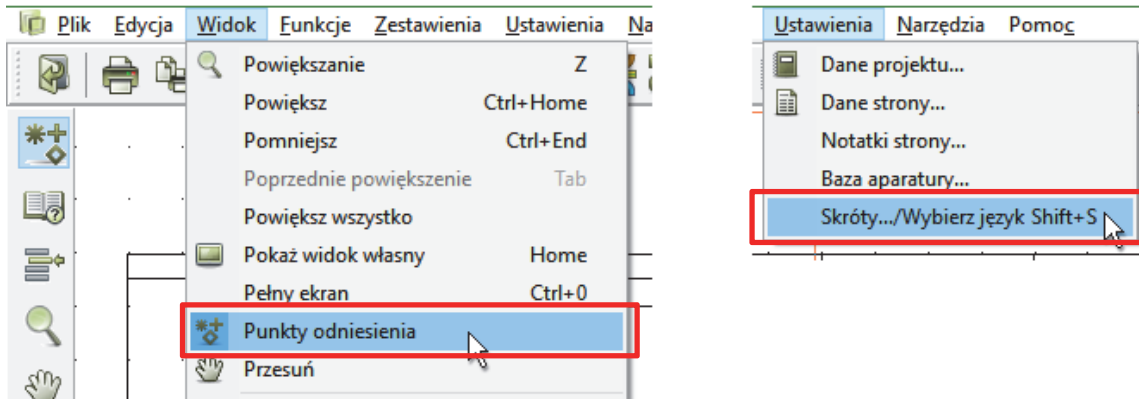 Plik Edycja Widok Funkcje Zestawienia Ustawienia Na
Powiększanie Z
Powiększ Ctrl+Home
Pomniejsz Ctrl+End
Poprzednie powiększenie Tab
Powiększ wszystko
Pokaż widok własny Home
Pełny ekran Ctrl+0
Punkty odniesienia
Przesuń
Ustawienia Narzędzia Pomoc
Dane projektu...
Dane strony...
Notatki strony...
Baza aparatury...
Skróty.../Wybierz język Shift+S